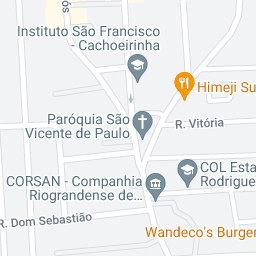 sós
Instituto São Francisco
- Cachoeirinha
Himeji Su
Paróquia São
Vicente de Paulo
R. Vitória
COL Esta
Rodrigue
CORSAN - Companhia
Riograndense de...
R. Dom Sebastião
Wandeco's Burger